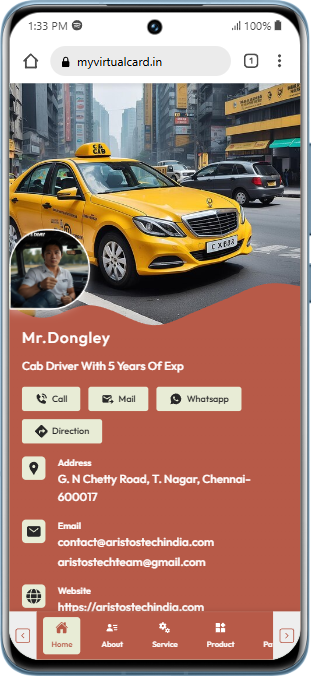 1:33 PM
100%
myvirtualcard.in
1
CAB
Mr.Dongley
Cab Driver With 5 Years Of Exp
Call
Mail
Whatsapp
Direction
Address
G. N Chetty Road, T. Nagar, Chennai-
600017
Email
contact@aristostechindia.com
aristostechteam@gmail.com
Website
https://aristostechindia.com
Home
About
Service
Product